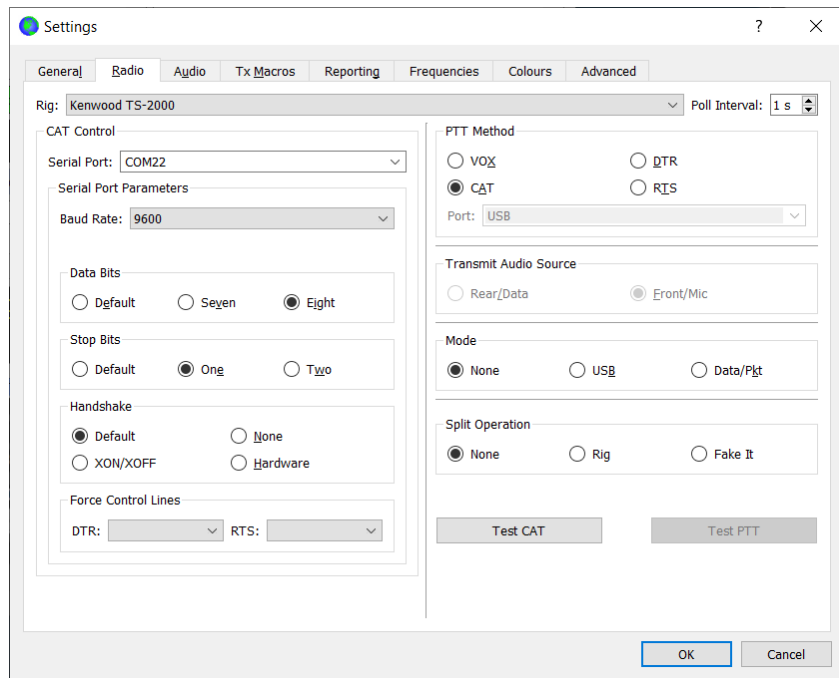 Settings
?
General Radio Audio Tx Macros Reporting Frequencies Colours Advanced
Rig: Kenwood TS-2000 Poll Interval: 1 s
CAT Control
Serial Port: COM22
Serial Port Parameters
Baud Rate: 9600
Data Bits
Default Seven Eight
Stop Bits
Default One Two
Handshake
Default None
XON/XOFF Hardware
Force Control Lines
DTR: RTS:
PTT Method
VOX DTR
CAT RTS
Port: USB
Transmit Audio Source
Rear/Data Front/Mic
Mode
None USB Data/Pkt
Split Operation
None Rig Fake It
Test CAT Test PTT
OK Cancel